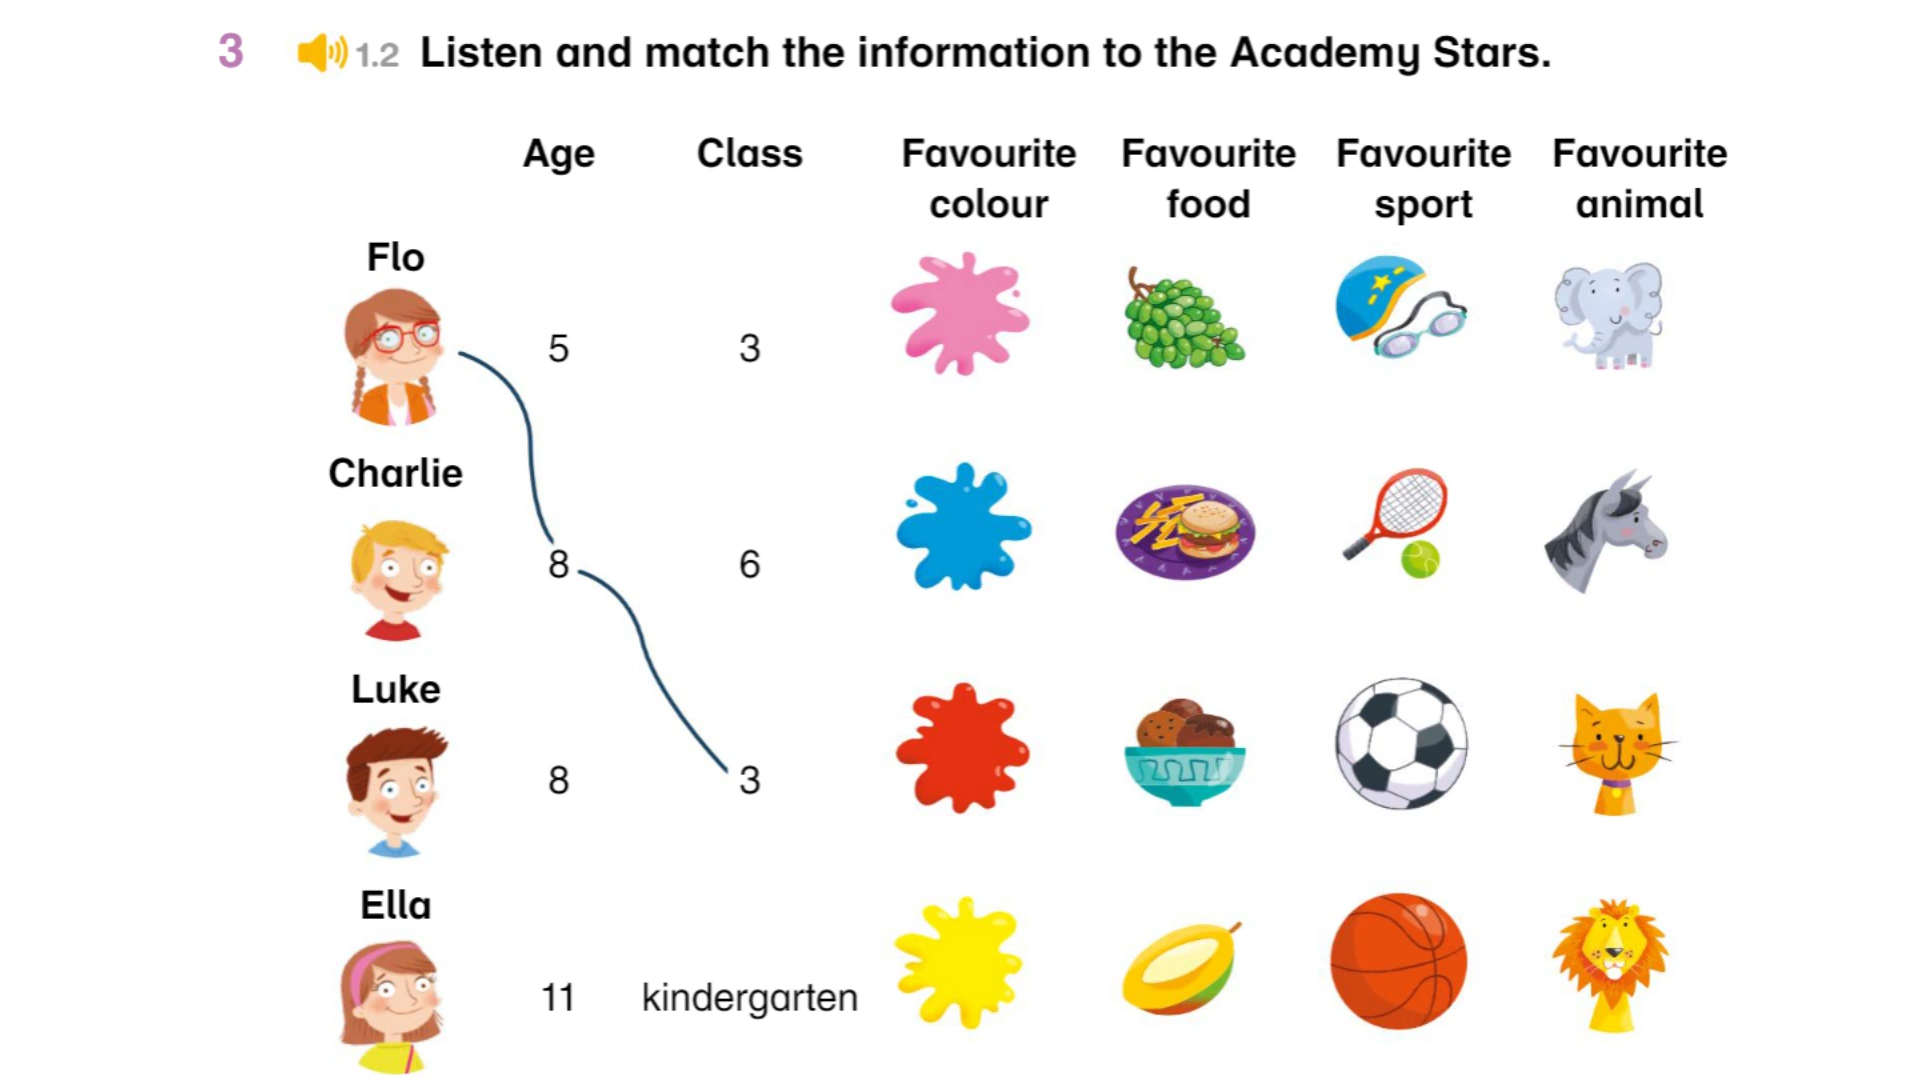 3 1.2 Listen and match the information to the Academy Stars.
Age Class Favourite colour Favourite food Favourite sport Favourite animal
Flo
5 3
Charlie
8 6
Luke
8 3
Ella
11 kindergarten